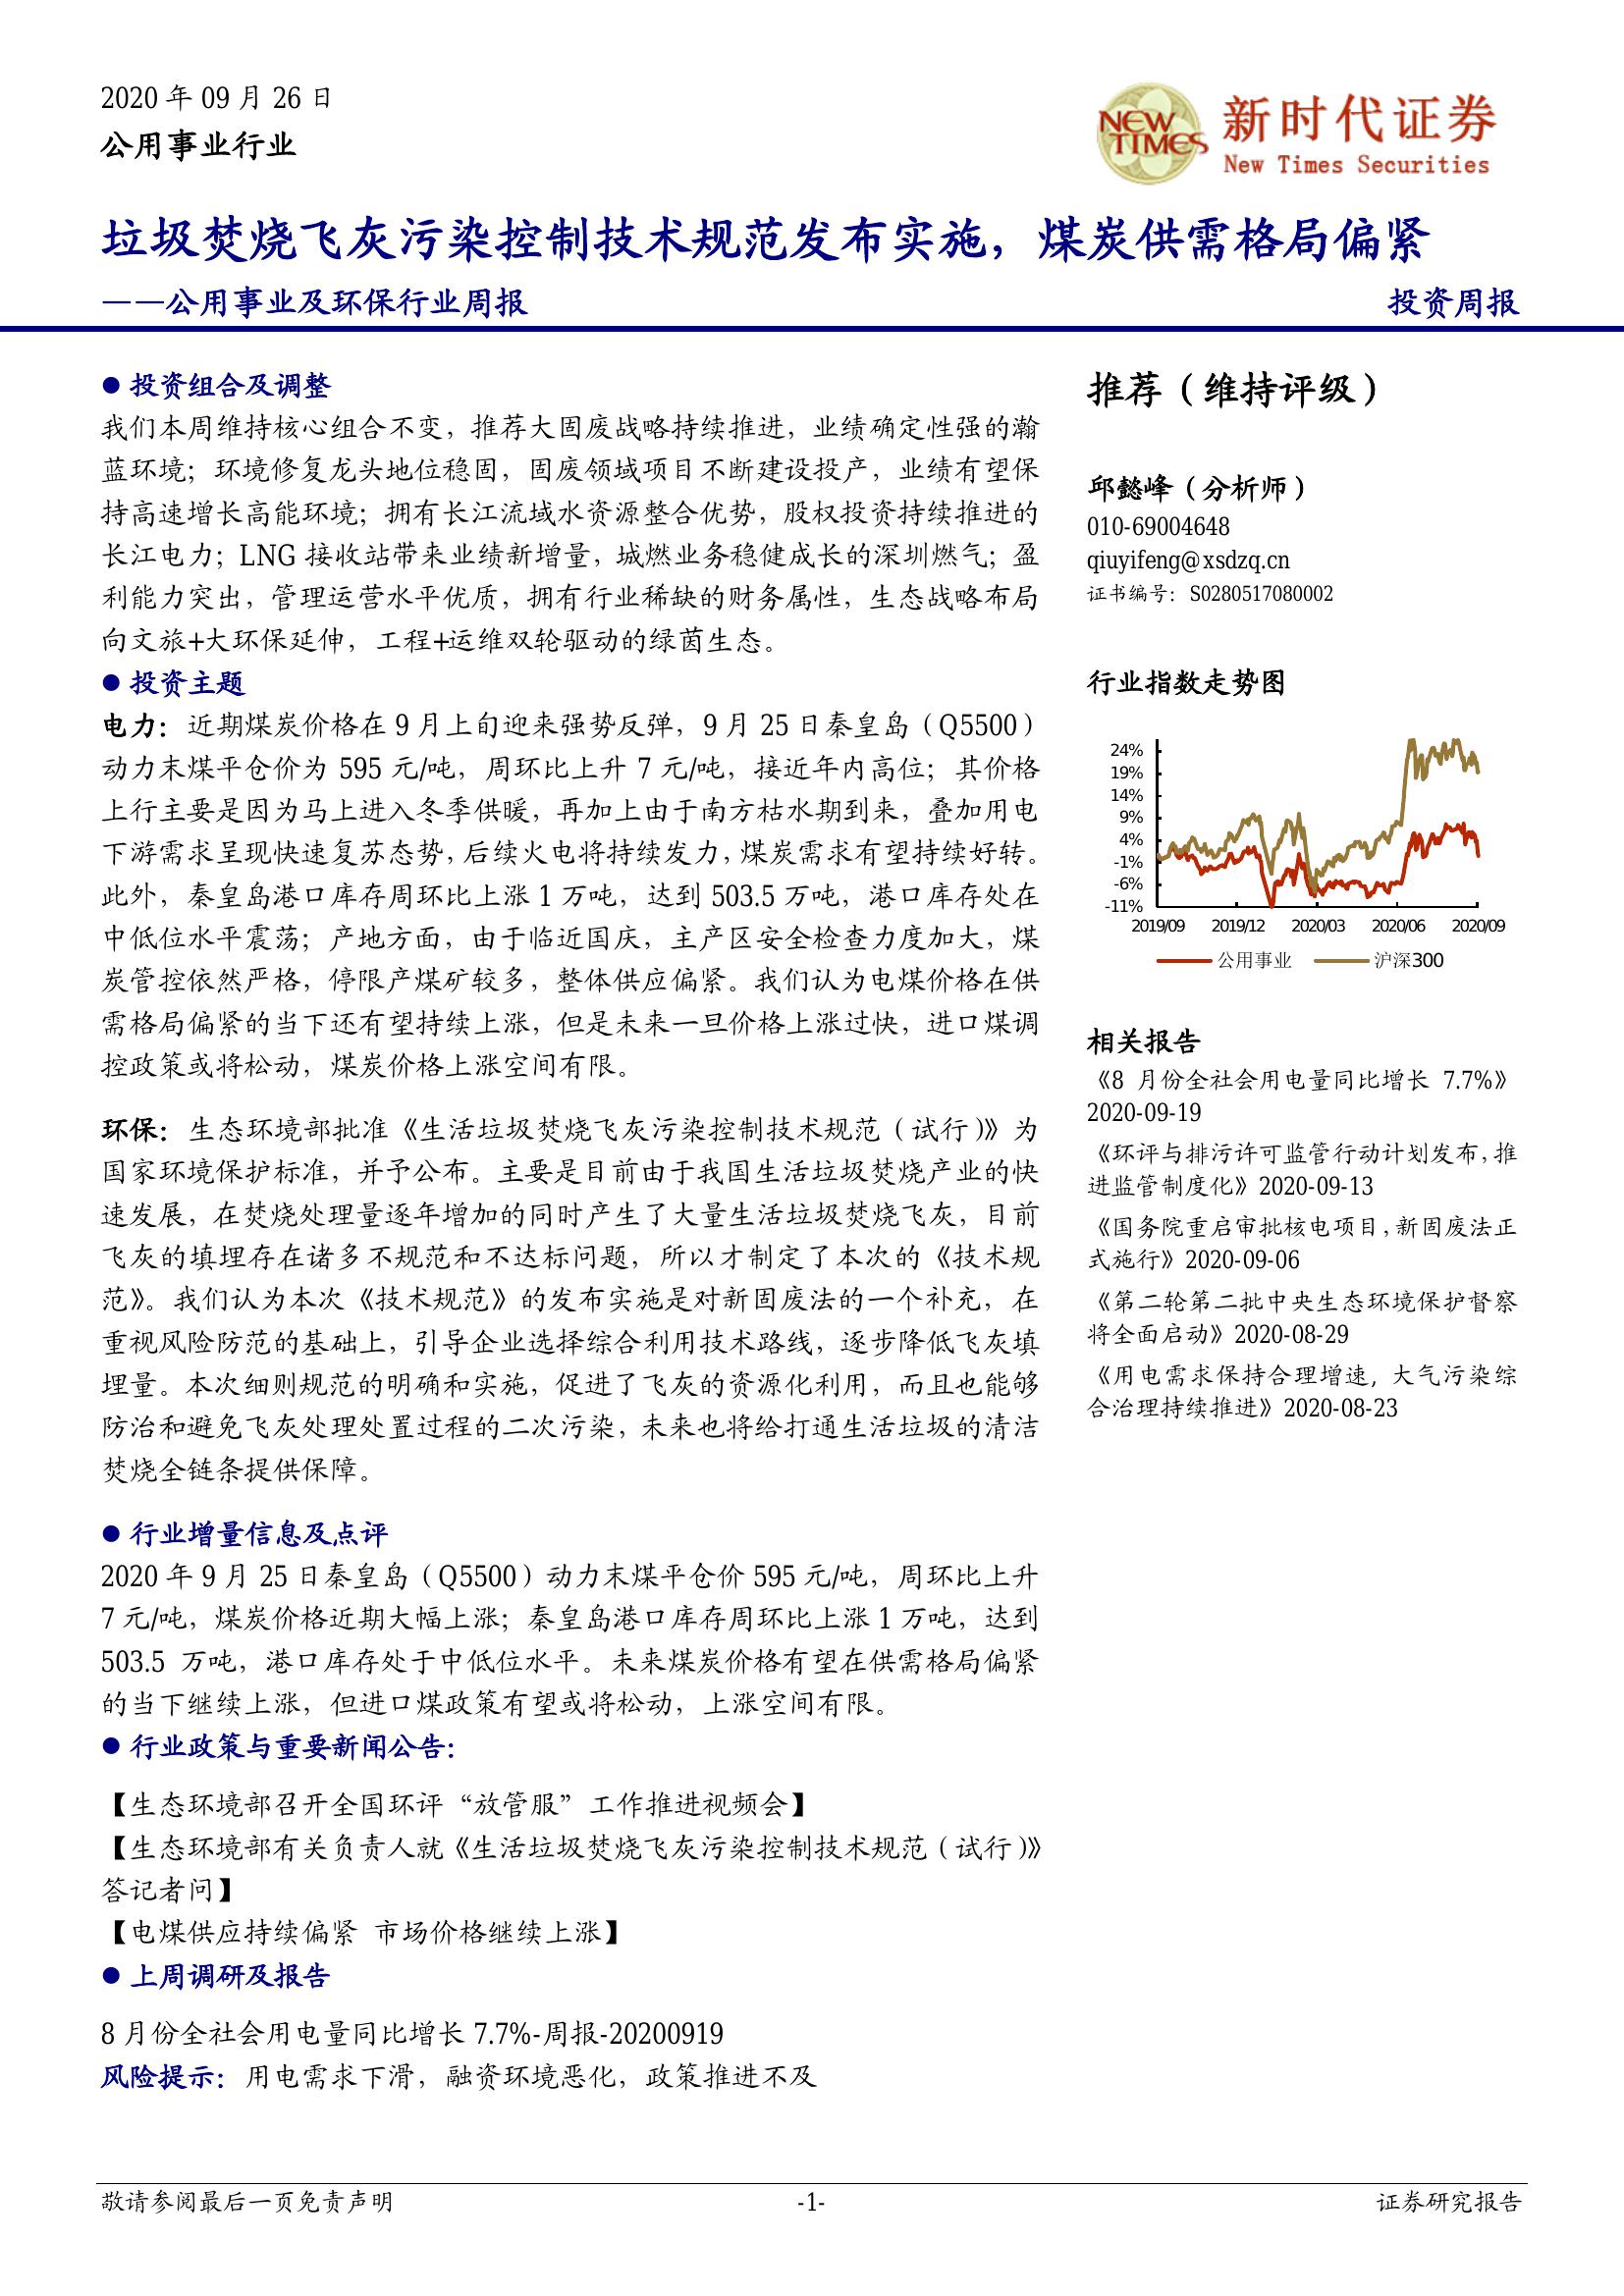 2020 年 09 月 26 日
公用事业行业
NEW TIMES
新时代证券
New Times Securities
垃圾焚烧飞灰污染控制技术规范发布实施，煤炭供需格局偏紧
——公用事业及环保行业周报
投资周报
● 投资组合及调整
我们本周维持核心组合不变，推荐大固废战略持续推进，业绩确定性强的瀚
蓝环境；环境修复龙头地位稳固，固废领域项目不断建设投产，业绩有望保
持高速增长高能环境；拥有长江流域水资源整合优势，股权投资持续推进的
长江电力；LNG 接收站带来业绩新增量，城燃业务稳健成长的深圳燃气；盈
利能力突出，管理运营水平优质，拥有行业稀缺的财务属性，生态战略布局
向文旅+大环保延伸，工程+运维双轮驱动的绿茵生态。
● 投资主题
电力：近期煤炭价格在 9 月上旬迎来强势反弹，9 月 25 日秦皇岛（Q5500）
动力末煤平仓价为 595 元/吨，周环比上升 7 元/吨，接近年内高位；其价格
上行主要是因为马上进入冬季供暖，再加上由于南方枯水期到来，叠加用电
下游需求呈现快速复苏态势，后续火电将持续发力，煤炭需求有望持续好转。
此外，秦皇岛港口库存周环比上涨 1 万吨，达到 503.5 万吨，港口库存处在
中低位水平震荡；产地方面，由于临近国庆，主产区安全检查力度加大，煤
炭管控依然严格，停限产煤矿较多，整体供应偏紧。我们认为电煤价格在供
需格局偏紧的当下还有望持续上涨，但是未来一旦价格上涨过快，进口煤调
控政策或将松动，煤炭价格上涨空间有限。
环保：生态环境部批准《生活垃圾焚烧飞灰污染控制技术规范（试行）》为
国家环境保护标准，并予公布。主要是目前由于我国生活垃圾焚烧产业的快
速发展，在焚烧处理量逐年增加的同时产生了大量生活垃圾焚烧飞灰，目前
飞灰的填埋存在诸多不规范和不达标问题，所以才制定了本次的《技术规
范》。我们认为本次《技术规范》的发布实施是对新固废法的一个补充，在
重视风险防范的基础上，引导企业选择综合利用技术路线，逐步降低飞灰填
埋量。本次细则规范的明确和实施，促进了飞灰的资源化利用，而且也能够
防治和避免飞灰处理处置过程的二次污染，未来也将给打通生活垃圾的清洁
焚烧全链条提供保障。
● 行业增量信息及点评
2020 年 9 月 25 日秦皇岛（Q5500）动力末煤平仓价 595 元/吨，周环比上升
7 元/吨，煤炭价格近期大幅上涨；秦皇岛港口库存周环比上涨 1 万吨，达到
503.5 万吨，港口库存处于中低位水平。未来煤炭价格有望在供需格局偏紧
的当下继续上涨，但进口煤政策有望或将松动，上涨空间有限。
● 行业政策与重要新闻公告：
【生态环境部召开全国环评“放管服”工作推进视频会】
【生态环境部有关负责人就《生活垃圾焚烧飞灰污染控制技术规范（试行）》
答记者问】
【电煤供应持续偏紧 市场价格继续上涨】
● 上周调研及报告
8 月份全社会用电量同比增长 7.7%-周报-20200919
风险提示：用电需求下滑，融资环境恶化，政策推进不及
推荐（维持评级）
邱懿峰（分析师）
010-69004648
qiuyifeng@xsdzq.cn
证书编号：S0280517080002
行业指数走势图
24%
19%
14%
9%
4%
-1%
-6%
-11%
2019/09 2019/12 2020/03 2020/06 2020/09
公用事业 沪深300
相关报告
《8 月份全社会用电量同比增长 7.7%》
2020-09-19
《环评与排污许可监管行动计划发布，推
进监管制度化》2020-09-13
《国务院重启审批核电项目，新固废法正
式施行》2020-09-06
《第二轮第二批中央生态环境保护督察
将全面启动》2020-08-29
《用电需求保持合理增速，大气污染综
合治理持续推进》2020-08-23
敬请参阅最后一页免责声明
-1-
证券研究报告